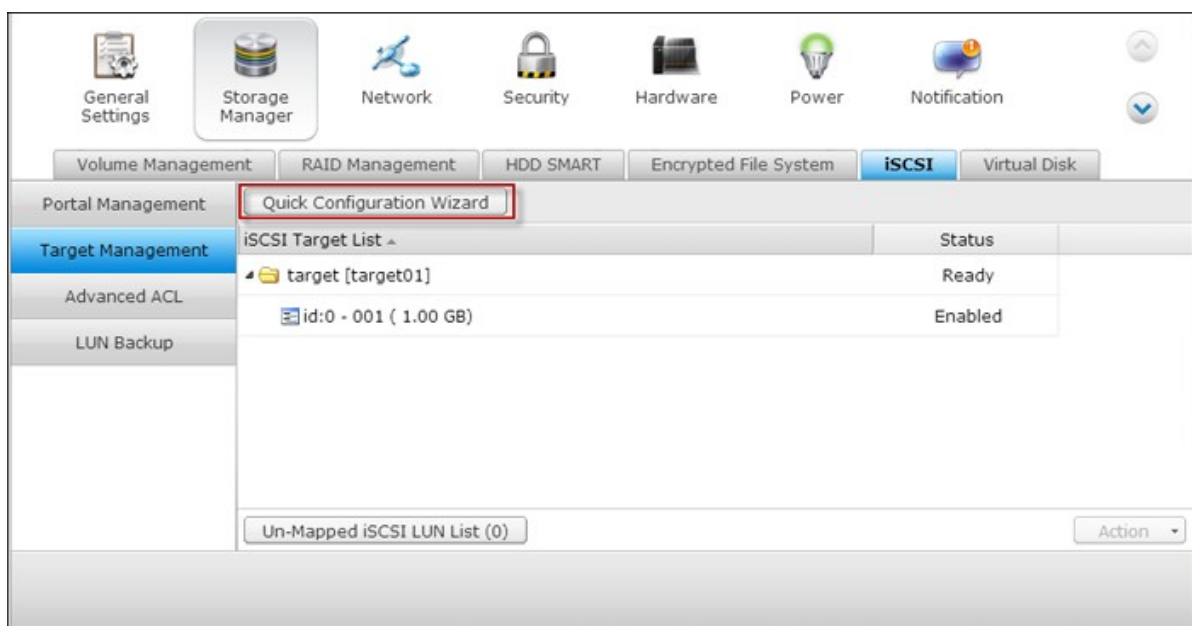 General Settings
Storage Manager
Network
Security
Hardware
Power
Notification
Volume Management
RAID Management
HDD SMART
Encrypted File System
iSCSI
Virtual Disk
Portal Management
Quick Configuration Wizard
Target Management
iSCSI Target List
Status
target [target01]
Ready
Advanced ACL
id:0 - 001 ( 1.00 GB)
Enabled
LUN Backup
Un-Mapped iSCSI LUN List (0)
Action